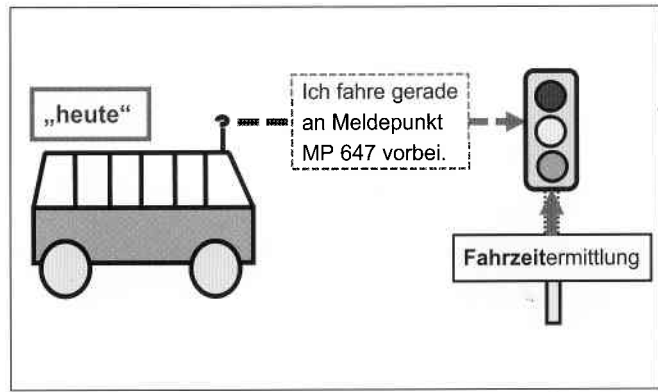 „heute“
Ich fahre gerade
an Meldepunkt
MP 647 vorbei.
Fahrzeitermittlung